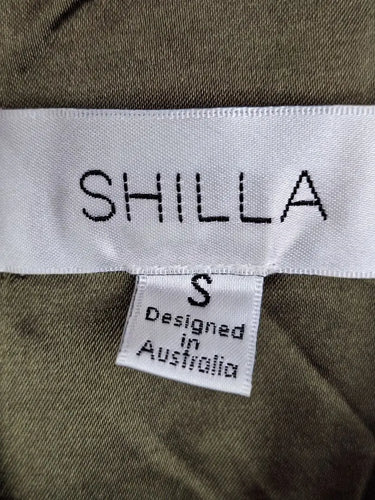 SHILLA
S
Designed
in
Australia